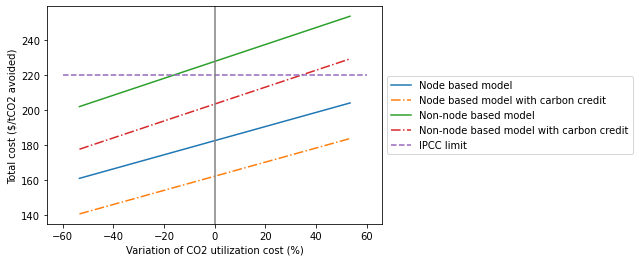 Total cost ($/tCO2 avoided)
240
220
200
180
160
140
−60
−40
−20
0
20
40
60
Variation of CO2 utilization cost (%)
Node based model
Node based model with carbon credit
Non-node based model
Non-node based model with carbon credit
IPCC limit